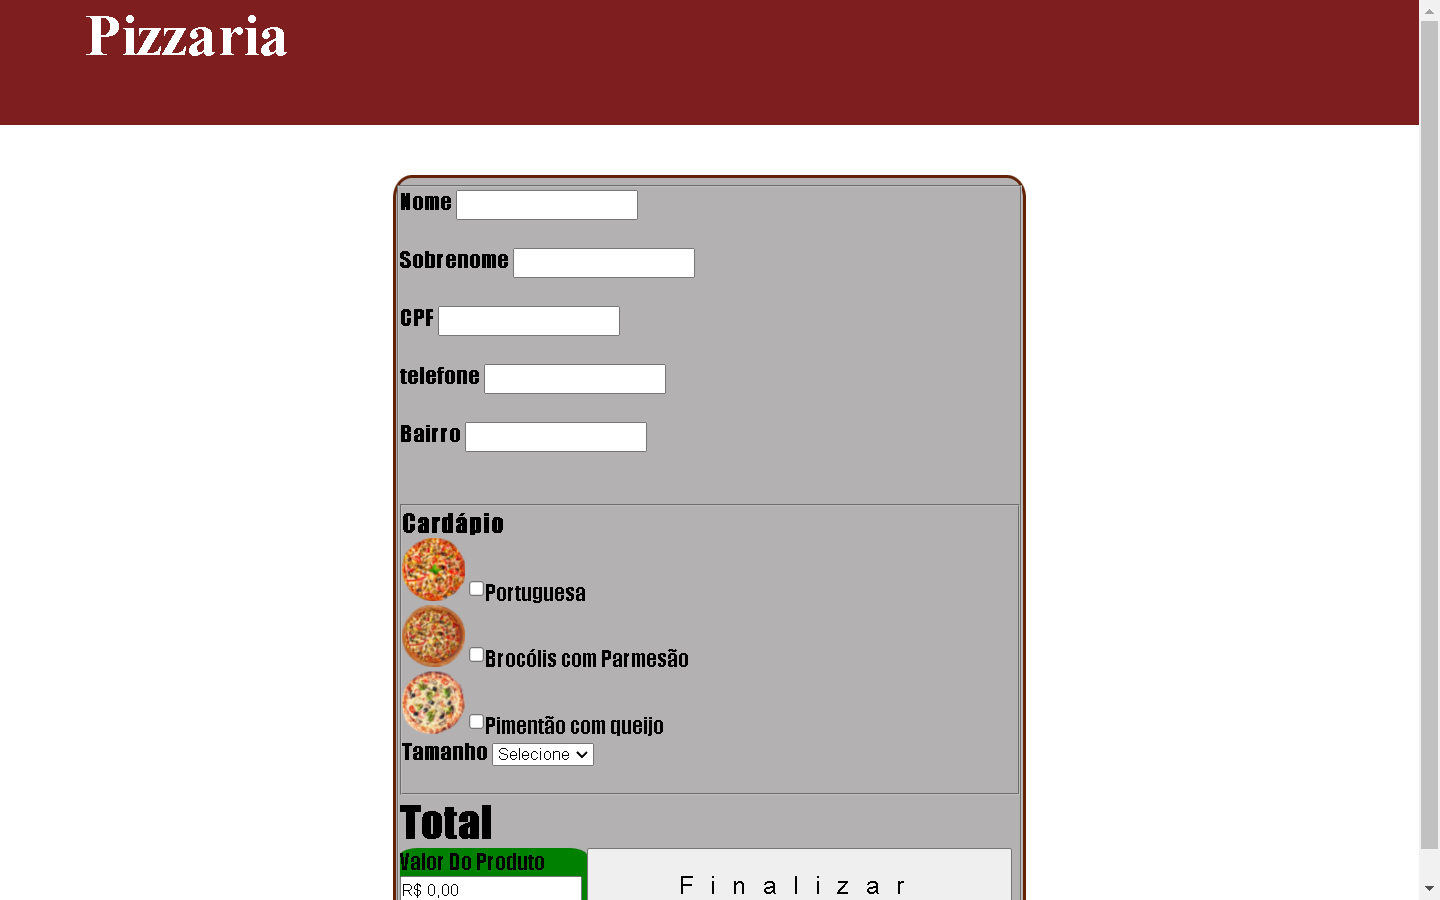 Pizzaria
Nome
Sobrenome
CPF
telefone
Bairro
Cardápio
Portuguesa
Brocólis com Parmesão
Pimentão com queijo
Tamanho Selecione
Total
Valor Do Produto
R$ 0,00
Finalizar